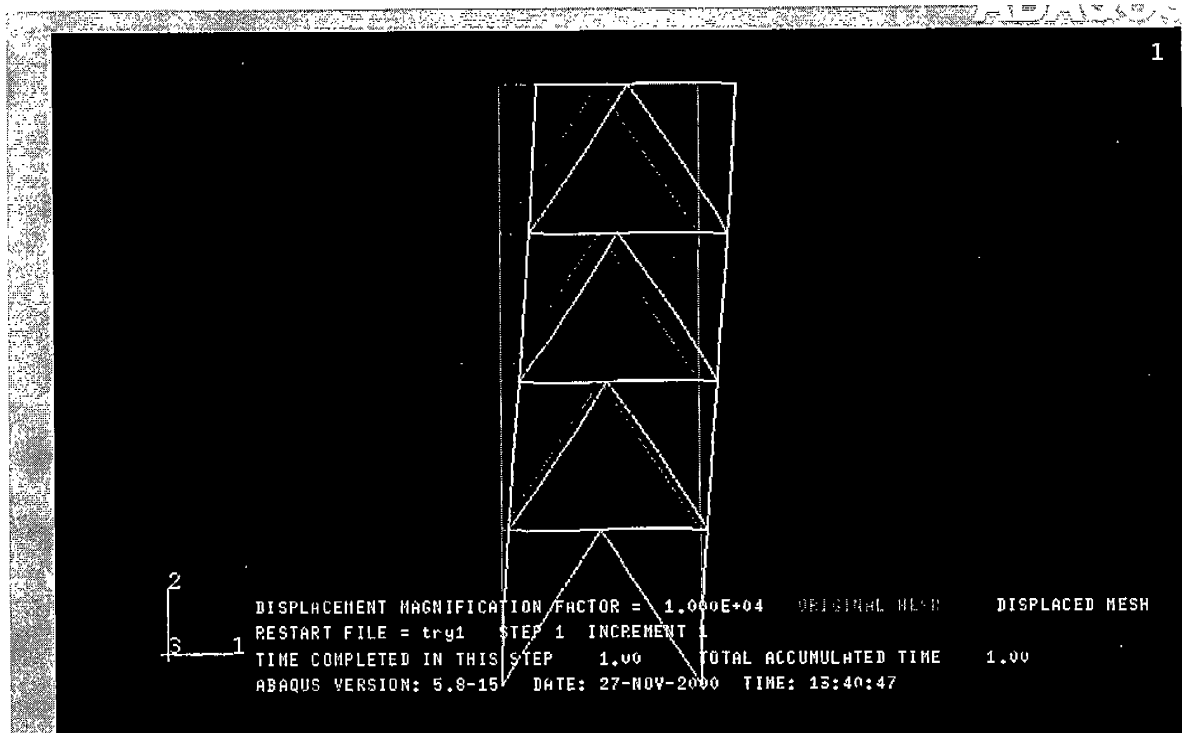 ABAQUS
1
2
3 1
DISPLACEMENT MAGNIFICATION FACTOR = 1.000E+04 ORIGINAL MESH DISPLACED MESH
RESTART FILE = try1 STEP 1 INCREMENT 1
TIME COMPLETED IN THIS STEP 1.00 TOTAL ACCUMULATED TIME 1.00
ABAQUS VERSION: 5.8-15 DATE: 27-NOV-2000 TIME: 13:40:47